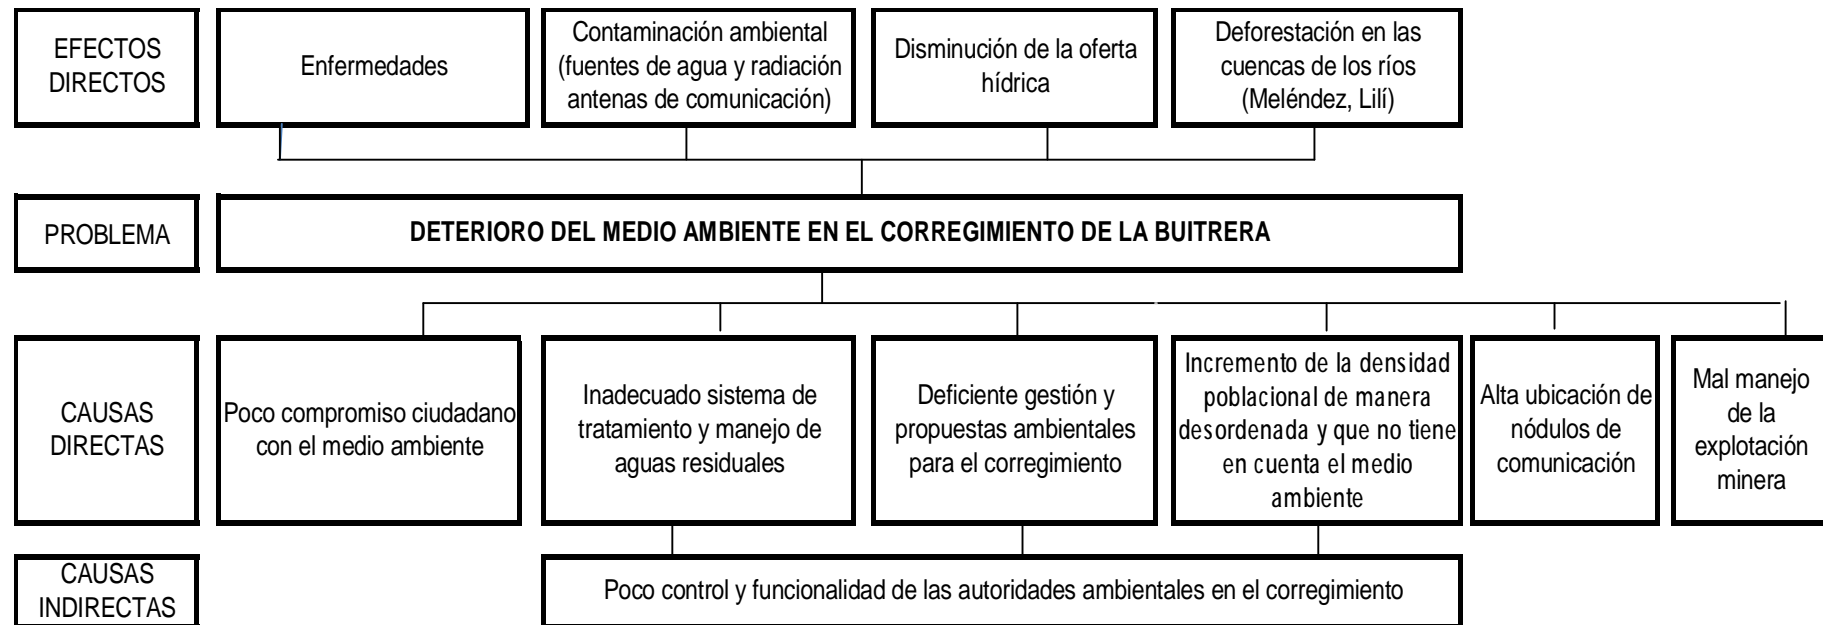 EFECTOS
DIRECTOS
Enfermedades
Contaminación ambiental
(fuentes de agua y radiación
antenas de comunicación)
Disminución de la oferta
hídrica
Deforestación en las
cuencas de los ríos
(Meléndez, Lilí)
PROBLEMA
DETERIORO DEL MEDIO AMBIENTE EN EL CORREGIMIENTO DE LA BUITRERA
CAUSAS
DIRECTAS
Poco compromiso ciudadano
con el medio ambiente
Inadecuado sistema de
tratamiento y manejo de
aguas residuales
Deficiente gestión y
propuestas ambientales
para el corregimiento
Incremento de la densidad
poblacional de manera
desordenada y que no tiene
en cuenta el medio
ambiente
Alta ubicación de
nódulos de
comunicación
Mal manejo
de la
explotación
minera
CAUSAS
INDIRECTAS
Poco control y funcionalidad de las autoridades ambientales en el corregimiento